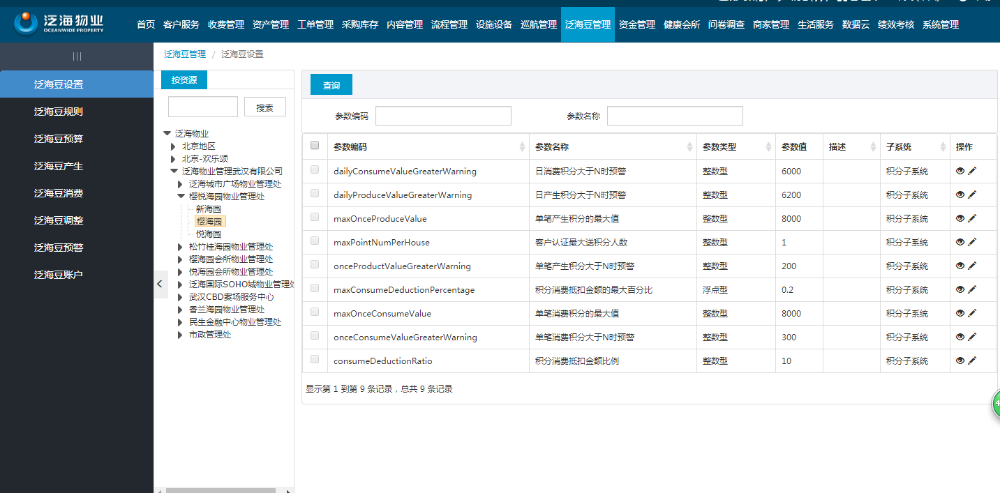 泛海物业
OCEANWIDE PROPERTY
首页 客户服务 收费管理 资产管理 工单管理 采购库存 内容管理 流程管理 设施设备 巡航管理 泛海豆管理 资金管理 健康会所 问卷调查 商家管理 生活服务 数据云 绩效考核 系统管理
泛海豆管理 / 泛海豆设置
泛海豆设置
泛海豆规则
泛海豆预算
泛海豆产生
泛海豆消费
泛海豆调整
泛海豆预警
泛海豆账户
按资源
搜索
泛海物业
北京地区
北京-欢乐颂
泛海物业管理武汉有限公司
泛海城市广场物业管理处
樱悦海园物业管理处
新海园
樱海园
悦海园
松竹桂海园物业管理处
樱海园会所物业管理处
悦海园会所物业管理处
泛海国际SOHO城物业管理处
武汉CBD案场服务中心
香兰海园物业管理处
民生金融中心物业管理处
市政管理处
查询
参数编码 参数名称
参数编码 参数名称 参数类型 参数值 描述 子系统 操作
dailyConsumeValueGreaterWarning 日消费积分大于N时预警 整数型 6000 积分子系统
dailyProduceValueGreaterWarning 日产生积分大于N时预警 整数型 6200 积分子系统
maxOnceProduceValue 单笔产生积分的最大值 整数型 8000 积分子系统
maxPointNumPerHouse 客户认证最大送积分人数 整数型 1 积分子系统
onceProductValueGreaterWarning 单笔产生积分大于N时预警 整数型 200 积分子系统
maxConsumeDeductionPercentage 积分消费抵扣金额的最大百分比 浮点型 0.2 积分子系统
maxOnceConsumeValue 单笔消费积分的最大值 整数型 8000 积分子系统
onceConsumeValueGreaterWarning 单笔消费积分大于N时预警 整数型 300 积分子系统
consumeDeductionRatio 积分消费抵扣金额比例 整数型 10 积分子系统
显示第 1 到第 9 条记录，总共 9 条记录